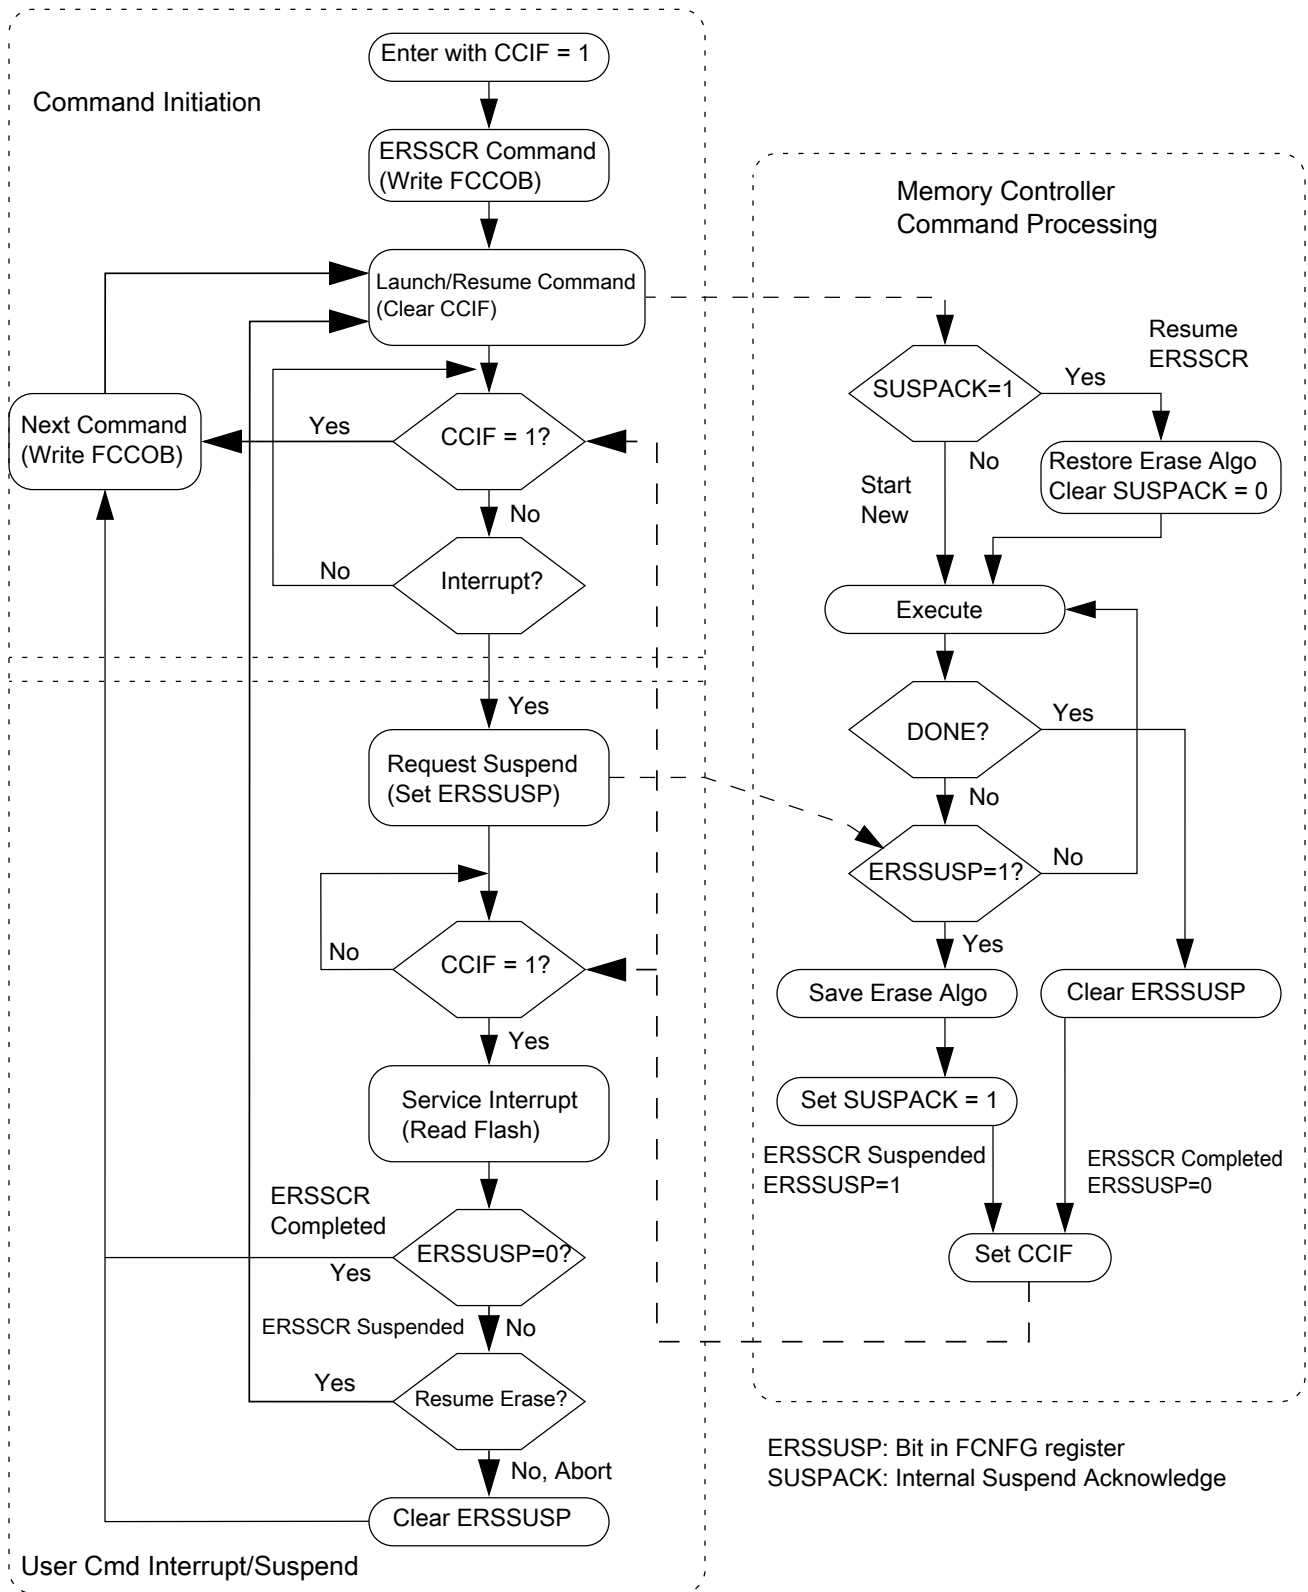 Enter with CCIF = 1
Command Initiation
ERSSCR Command
(Write FCCOB)
Launch/Resume Command
(Clear CCIF)
Next Command
(Write FCCOB)
Yes
CCIF = 1?
No
No
Interrupt?
Yes
Request Suspend
(Set ERSSUSP)
No
CCIF = 1?
Yes
Service Interrupt
(Read Flash)
ERSSCR
Completed
ERSSUSP=0?
Yes
ERSSCR Suspended
No
Yes
Resume Erase?
No, Abort
Clear ERSSUSP
User Cmd Interrupt/Suspend
Memory Controller
Command Processing
Resume
ERSSCR
SUSPACK=1
Yes
No
Restore Erase Algo
Clear SUSPACK = 0
Start
New
Execute
DONE?
Yes
No
ERSSUSP=1?
No
Yes
Save Erase Algo
Clear ERSSUSP
Set SUSPACK = 1
ERSSCR Suspended
ERSSUSP=1
ERSSCR Completed
ERSSUSP=0
Set CCIF
ERSSUSP: Bit in FCNFG register
SUSPACK: Internal Suspend Acknowledge